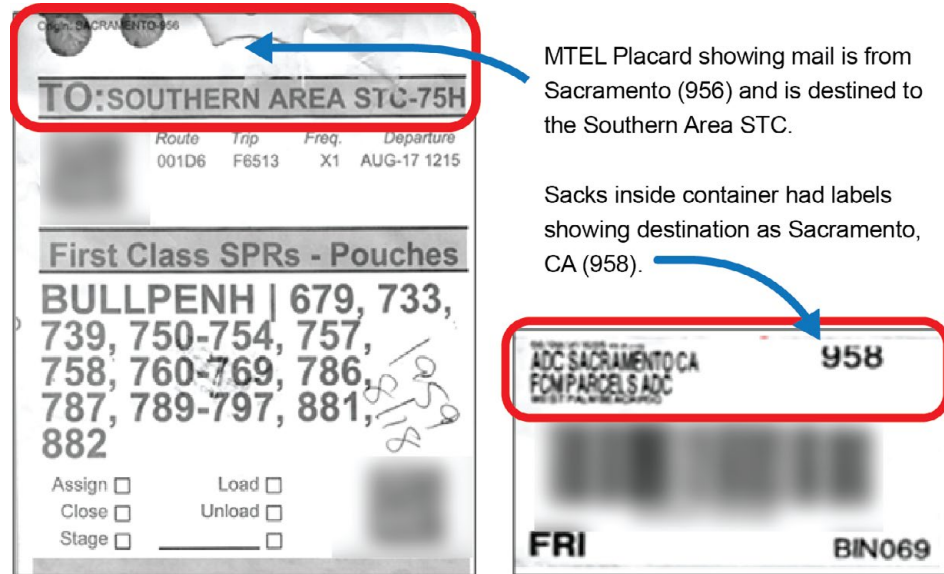 Origin: SACRAMENTO-956
TO:SOUTHERN AREA STC-75H
Route Trip Freq. Departure
001D6 F6513 X1 AUG-17 1215
First Class SPRs - Pouches
BULLPENH | 679, 733,
739, 750-754, 757,
758, 760-769, 786,
787, 789-797, 881,
882
1059
8/18
Assign Load
Close Unload
Stage
MTEL Placard showing mail is from
Sacramento (956) and is destined to
the Southern Area STC.
Sacks inside container had labels
showing destination as Sacramento,
CA (958).
ADC SACRAMENTO CA 958
FCM PARCELS ADC
FRI BIN069